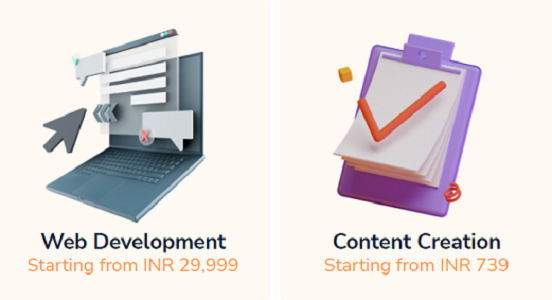 Web Development
Starting from INR 29,999
Content Creation
Starting from INR 739